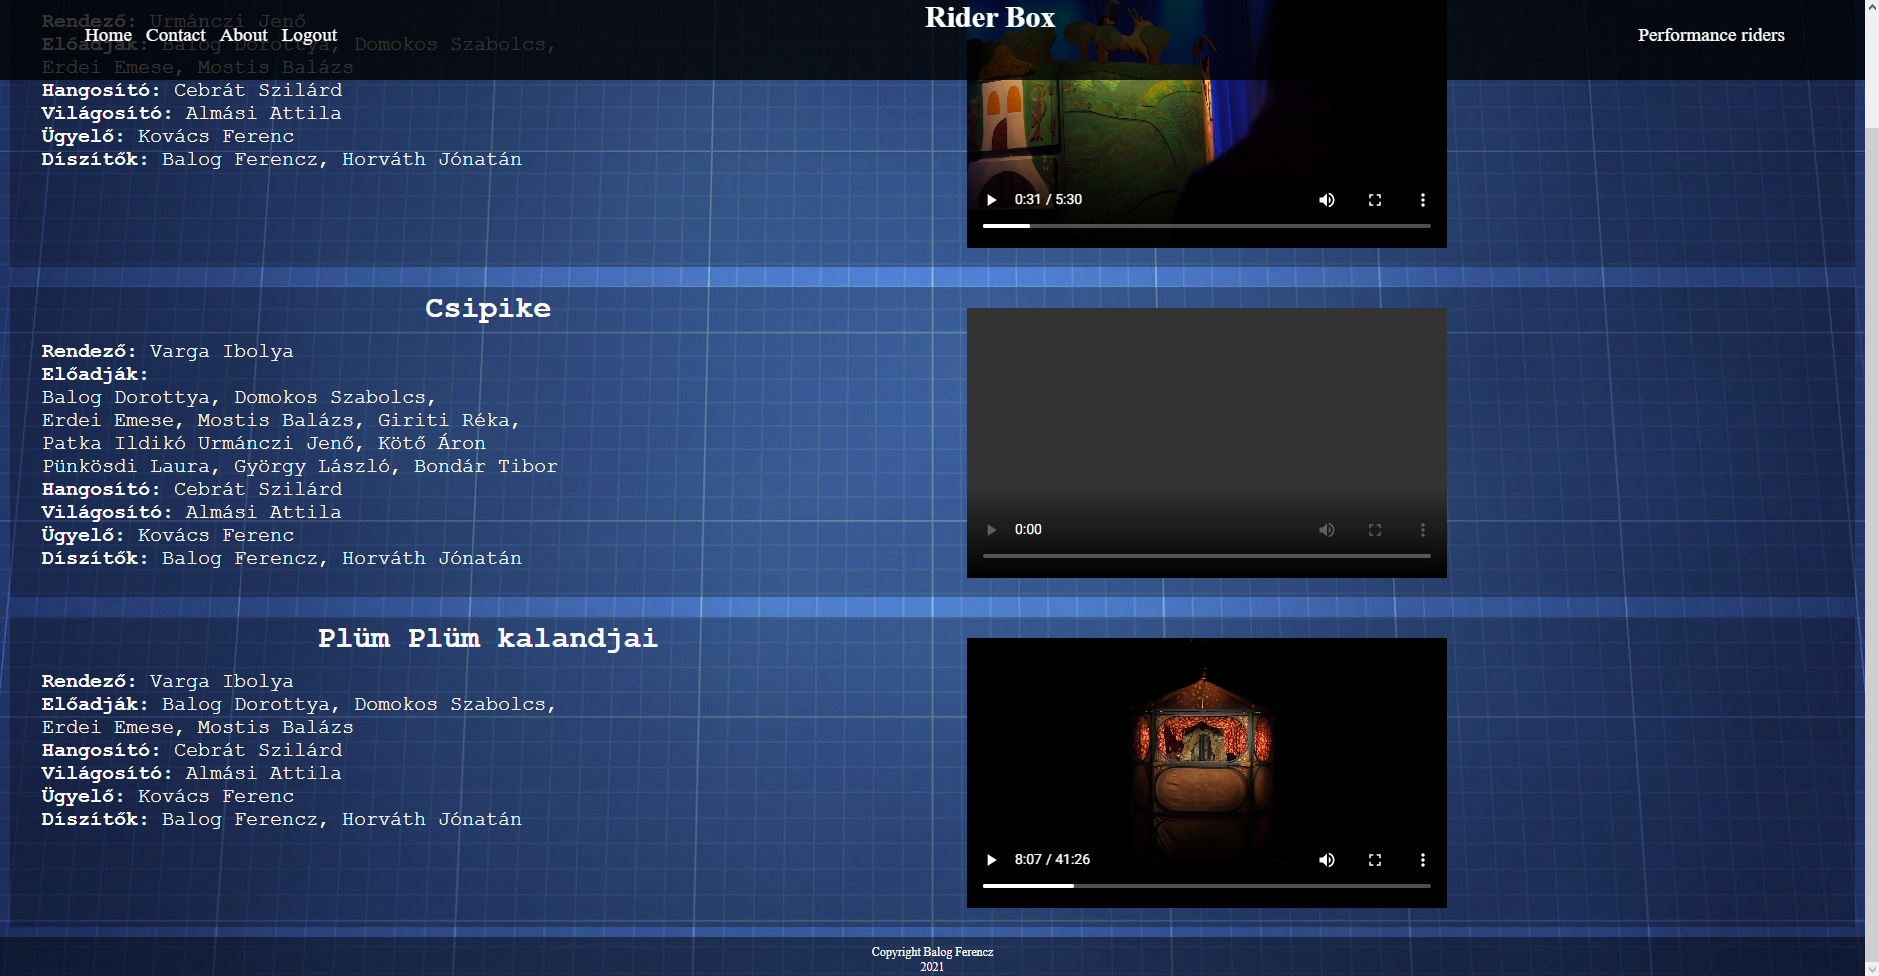 Rider Box
Home Contact About Logout
Performance riders
Rendező: Urmánczi Jenő
Előadják: Balog Dorottya, Domokos Szabolcs,
Erdei Emese, Mostis Balázs
Hangosító: Cebrát Szilárd
Világosító: Almási Attila
Ügyelő: Kovács Ferenc
Díszítők: Balog Ferencz, Horváth Jónatán
0:31 / 5:30
Csipike
Rendező: Varga Ibolya
Előadják:
Balog Dorottya, Domokos Szabolcs,
Erdei Emese, Mostis Balázs, Giriti Réka,
Patka Ildikó Urmánczi Jenő, Kötő Áron
Pünkösdi Laura, György László, Bondár Tibor
Hangosító: Cebrát Szilárd
Világosító: Almási Attila
Ügyelő: Kovács Ferenc
Díszítők: Balog Ferencz, Horváth Jónatán
0:00
Plüm Plüm kalandjai
Rendező: Varga Ibolya
Előadják: Balog Dorottya, Domokos Szabolcs,
Erdei Emese, Mostis Balázs
Hangosító: Cebrát Szilárd
Világosító: Almási Attila
Ügyelő: Kovács Ferenc
Díszítők: Balog Ferencz, Horváth Jónatán
8:07 / 41:26
Copyright Balog Ferencz
2021